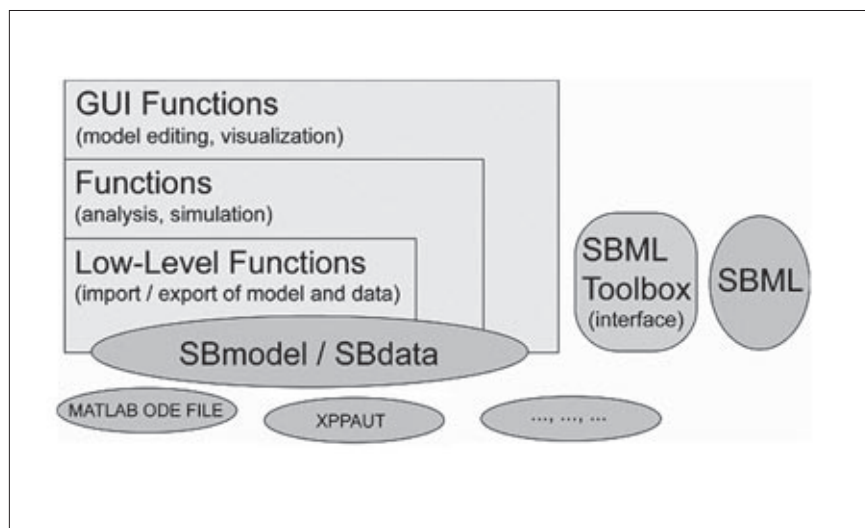 GUI Functions
(model editing, visualization)
Functions
(analysis, simulation)
Low-Level Functions
(import / export of model and data)
SBmodel / SBdata
SBML
Toolbox
(interface)
SBML
MATLAB ODE FILE
XPPAUT
..., ..., ...